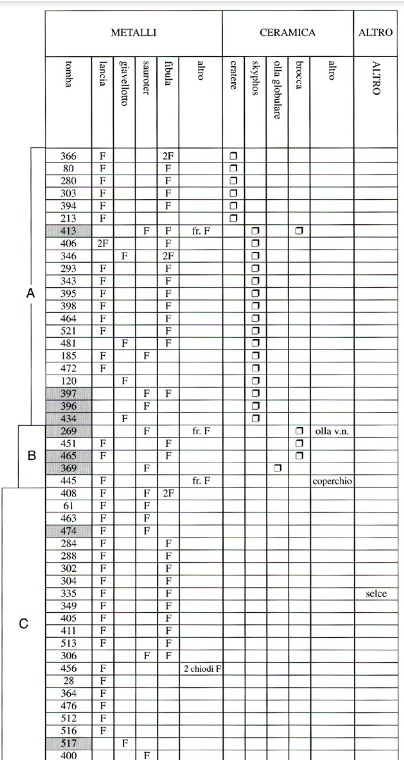 METALLI CERAMICA ALTRO
tomba lancia giavellotto sauroter fibula altro cratere skyphos olla globulare brocca altro ALTRO
366 F 2F ❒
80 F F ❒
280 F F ❒
303 F F ❒
394 F F ❒
213 F F ❒
413 F F fr. F ❒ ❒
406 2F F ❒
346 F 2F ❒
293 F F ❒
343 F F ❒
A
395 F F ❒
398 F F ❒
464 F F ❒
521 F F ❒
481 F F ❒
185 F F ❒
472 F ❒
120 F ❒
397 F F ❒
396 F ❒
434 F ❒
269 F fr. F ❒ olla v.n.
451 F F ❒
B
465 F F ❒
369 F ❒
445 F fr. F coperchio
408 F F 2F
61 F F
463 F F
474 F F
284 F F
288 F F
302 F F
304 F F
335 F F selce
349 F F
405 F F
C
411 F F
513 F F
306 F F
456 F 2 chiodi F
28 F
364 F
476 F
512 F
516 F
517 F
400 F